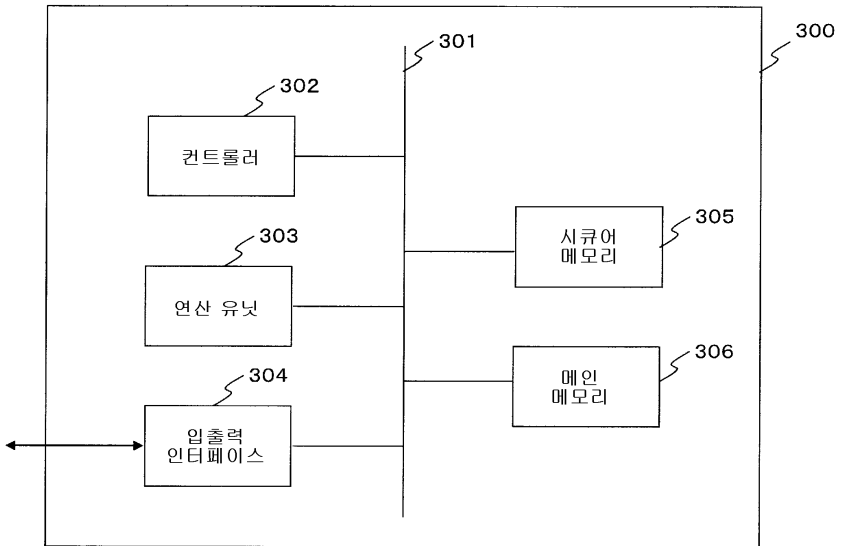 300
301
302
컨트롤러
303
연산 유닛
304
입출력
인터페이스
305
시큐어
메모리
306
메인
메모리